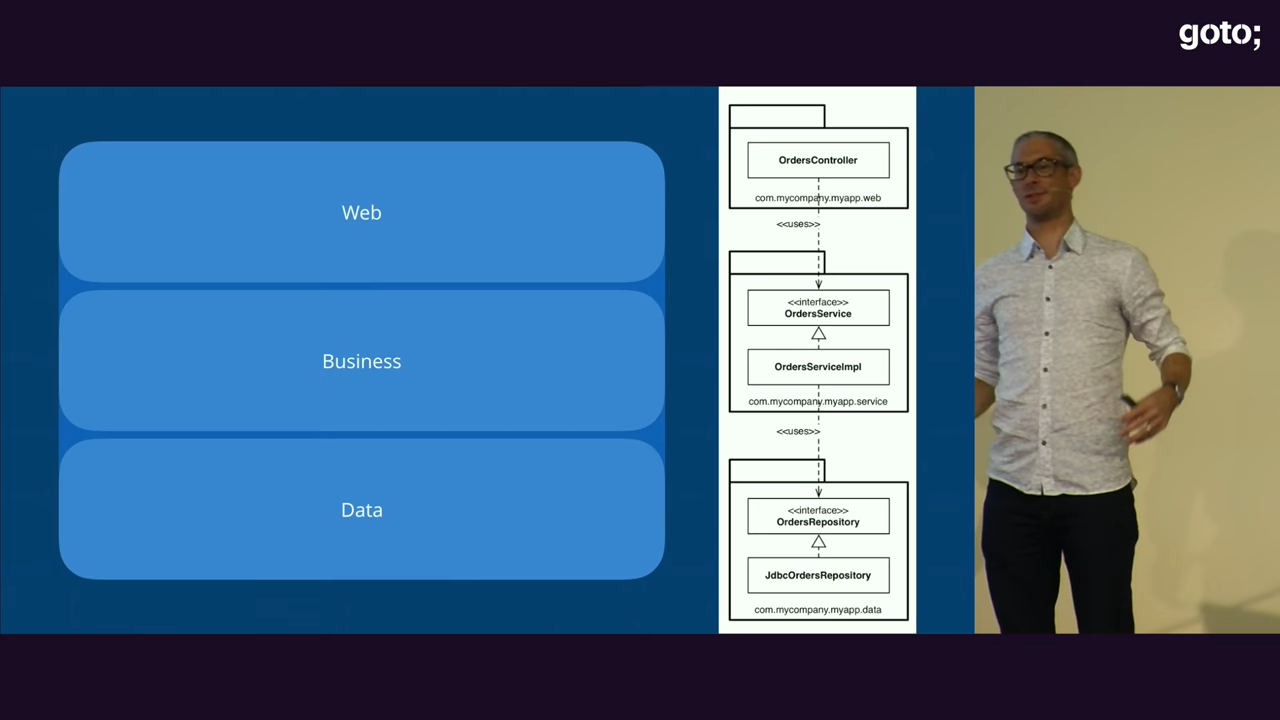 goto;
Web
Business
Data
OrdersController
com.mycompany.myapp.web
<<uses>>
<<interface>>
OrdersService
OrdersServiceImpl
com.mycompany.myapp.service
<<uses>>
<<interface>>
OrdersRepository
JdbcOrdersRepository
com.mycompany.myapp.data